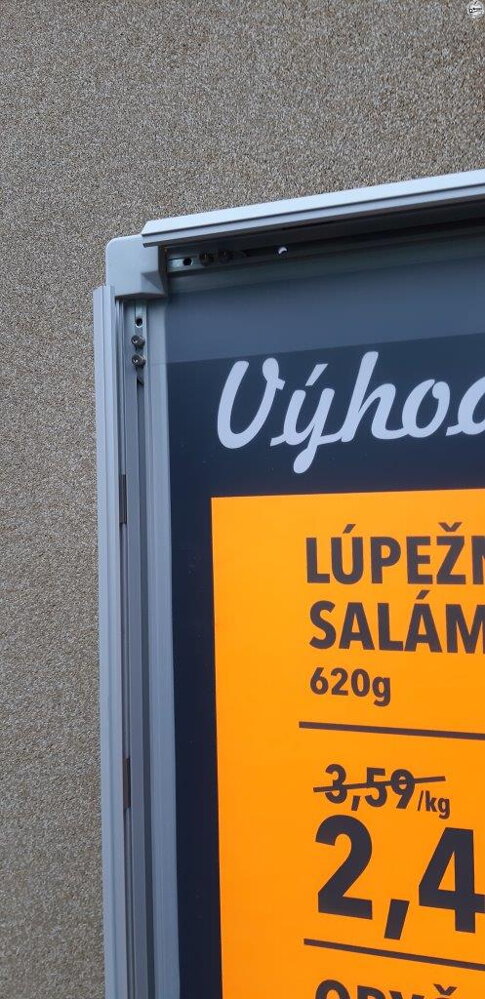 Výhod
LÚPEŽN
SALÁM
620g
3,59/kg
2,4